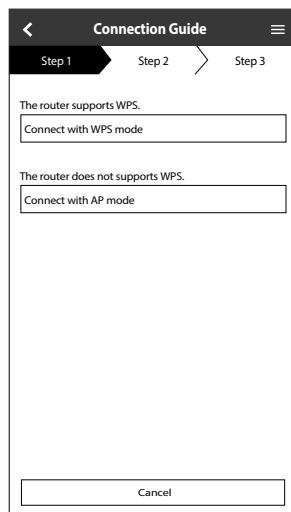 Connection Guide
Step 1 Step 2 Step 3
The router supports WPS.
Connect with WPS mode
The router does not supports WPS.
Connect with AP mode
Cancel